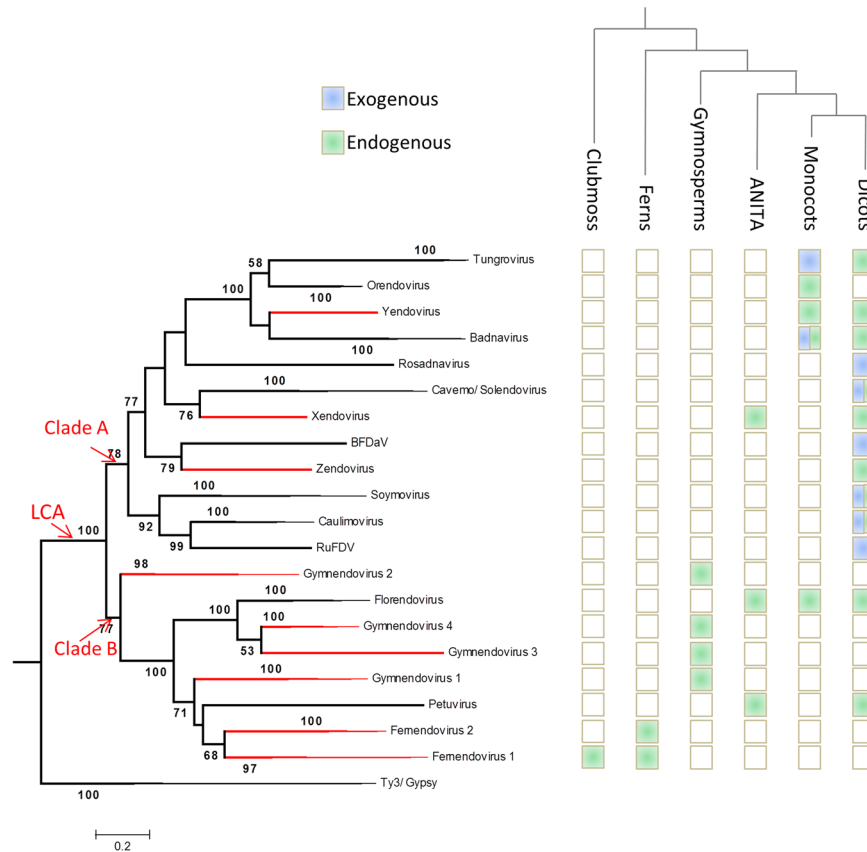 Exogenous
Endogenous
Clubmoss
Ferns
Gymnosperms
ANITA
Monocots
Dicots
100
58
Tungrovirus
100
100
Orendovirus
Yendovirus
Badnavirus
100
Rosadnavirus
77
100
Cavemo/ Solendovirus
76
Xendovirus
Clade A
78
BFDaV
79
Zendovirus
100
Soymovirus
LCA
100
92
100
Caulimovirus
99
RuFDV
98
Gymnendovirus 2
100
100
Florendovirus
77
100
Gymnendovirus 4
Clade B
53
Gymnendovirus 3
100
100
Gymnendovirus 1
71
Petuvirus
100
Fernendovirus 2
68
97
Fernendovirus 1
100
Ty3/ Gypsy
0.2